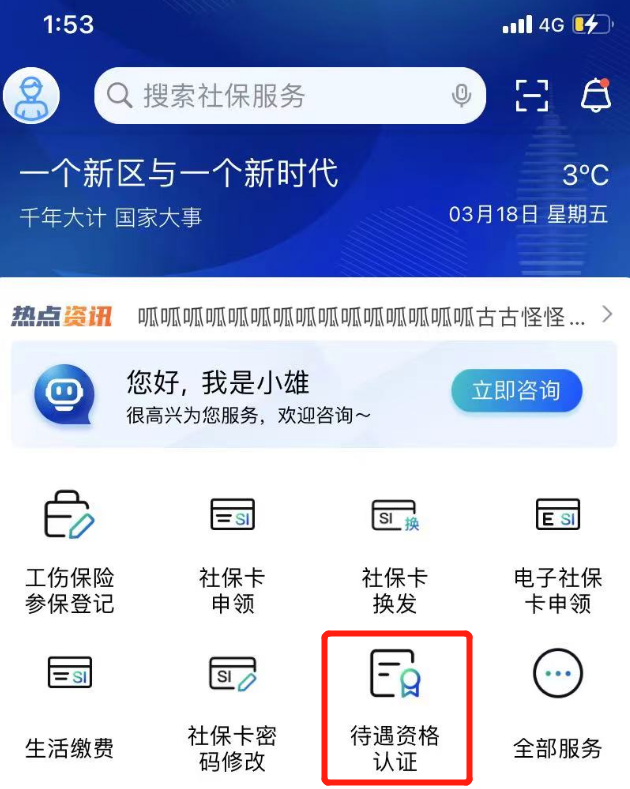 1:53 4G
搜索社保服务
一个新区与一个新时代 3℃
千年大计 国家大事 03月18日 星期五
热点资讯 呱呱呱呱呱呱呱呱呱呱呱呱呱呱呱古古怪怪...
您好，我是小雄
很高兴为您服务，欢迎咨询～
立即咨询
SI
SI 换
E SI
工伤保险
参保登记
社保卡
申领
社保卡
换发
电子社保
卡申领
SI
SI
生活缴费
社保卡密
码修改
待遇资格
认证
全部服务